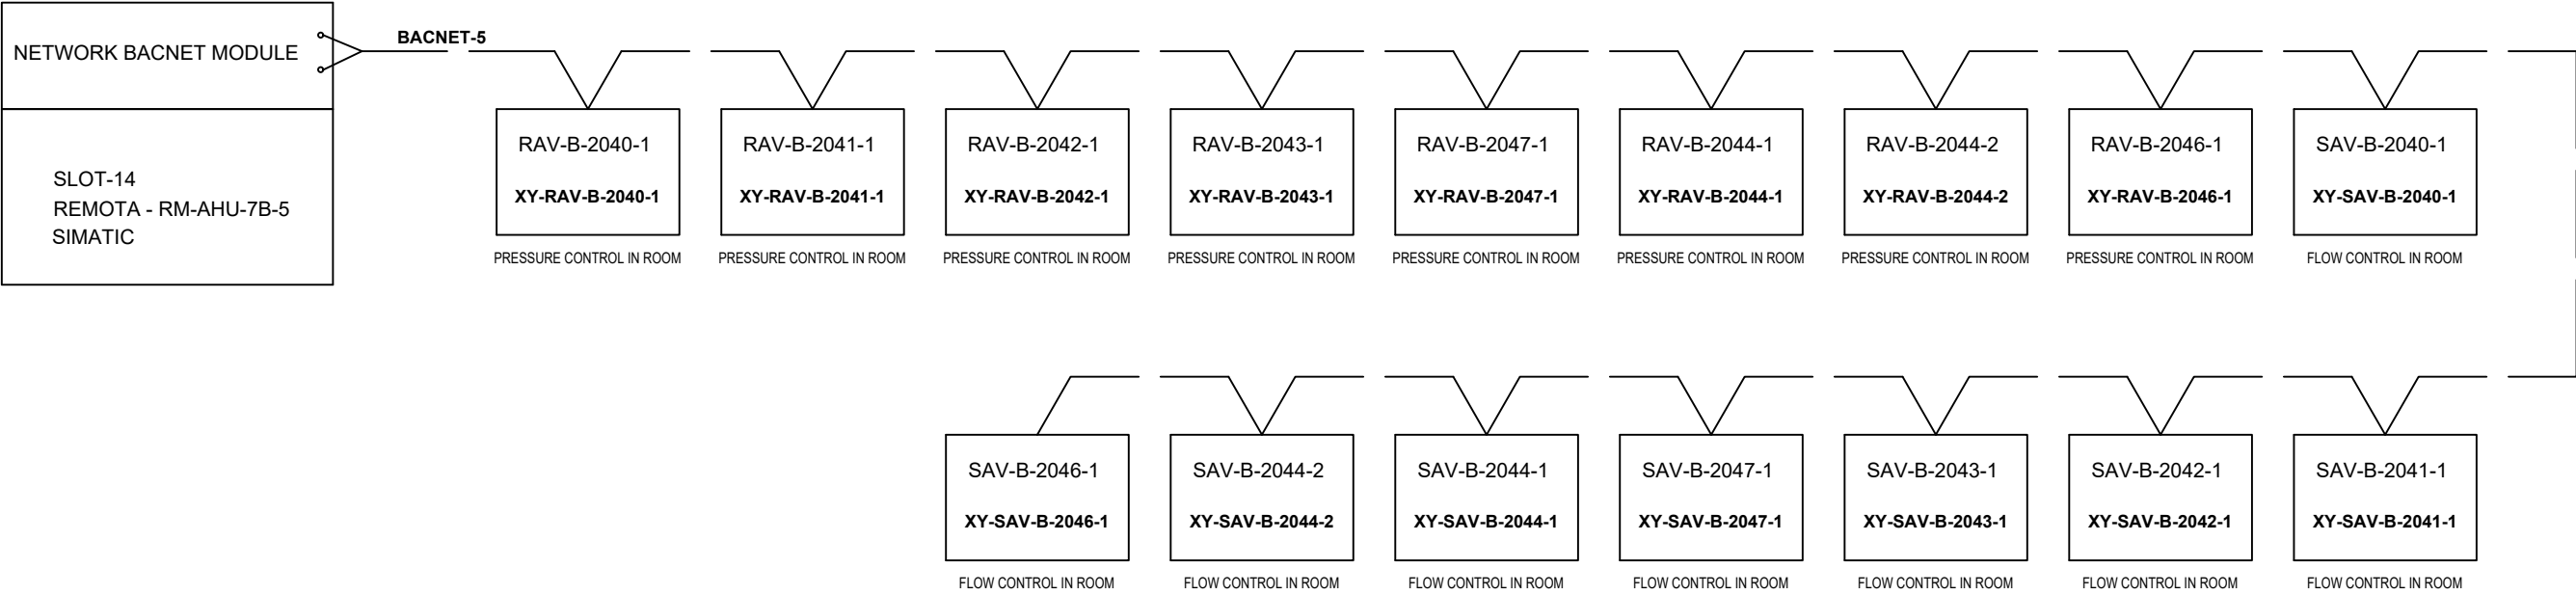 NETWORK BACNET MODULE
BACNET-5
SLOT-14
REMOTA - RM-AHU-7B-5
SIMATIC
RAV-B-2040-1
XY-RAV-B-2040-1
PRESSURE CONTROL IN ROOM
RAV-B-2041-1
XY-RAV-B-2041-1
PRESSURE CONTROL IN ROOM
RAV-B-2042-1
XY-RAV-B-2042-1
PRESSURE CONTROL IN ROOM
RAV-B-2043-1
XY-RAV-B-2043-1
PRESSURE CONTROL IN ROOM
RAV-B-2047-1
XY-RAV-B-2047-1
PRESSURE CONTROL IN ROOM
RAV-B-2044-1
XY-RAV-B-2044-1
PRESSURE CONTROL IN ROOM
RAV-B-2044-2
XY-RAV-B-2044-2
PRESSURE CONTROL IN ROOM
RAV-B-2046-1
XY-RAV-B-2046-1
PRESSURE CONTROL IN ROOM
SAV-B-2040-1
XY-SAV-B-2040-1
FLOW CONTROL IN ROOM
SAV-B-2046-1
XY-SAV-B-2046-1
FLOW CONTROL IN ROOM
SAV-B-2044-2
XY-SAV-B-2044-2
FLOW CONTROL IN ROOM
SAV-B-2044-1
XY-SAV-B-2044-1
FLOW CONTROL IN ROOM
SAV-B-2047-1
XY-SAV-B-2047-1
FLOW CONTROL IN ROOM
SAV-B-2043-1
XY-SAV-B-2043-1
FLOW CONTROL IN ROOM
SAV-B-2042-1
XY-SAV-B-2042-1
FLOW CONTROL IN ROOM
SAV-B-2041-1
XY-SAV-B-2041-1
FLOW CONTROL IN ROOM